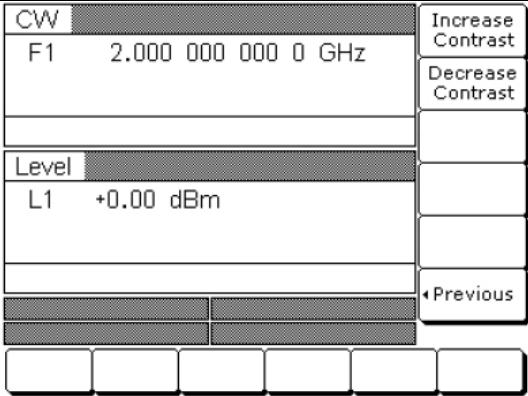 CW
F1 2.000 000 000 0 GHz
Level
L1 +0.00 dBm
Increase
Contrast
Decrease
Contrast
Previous